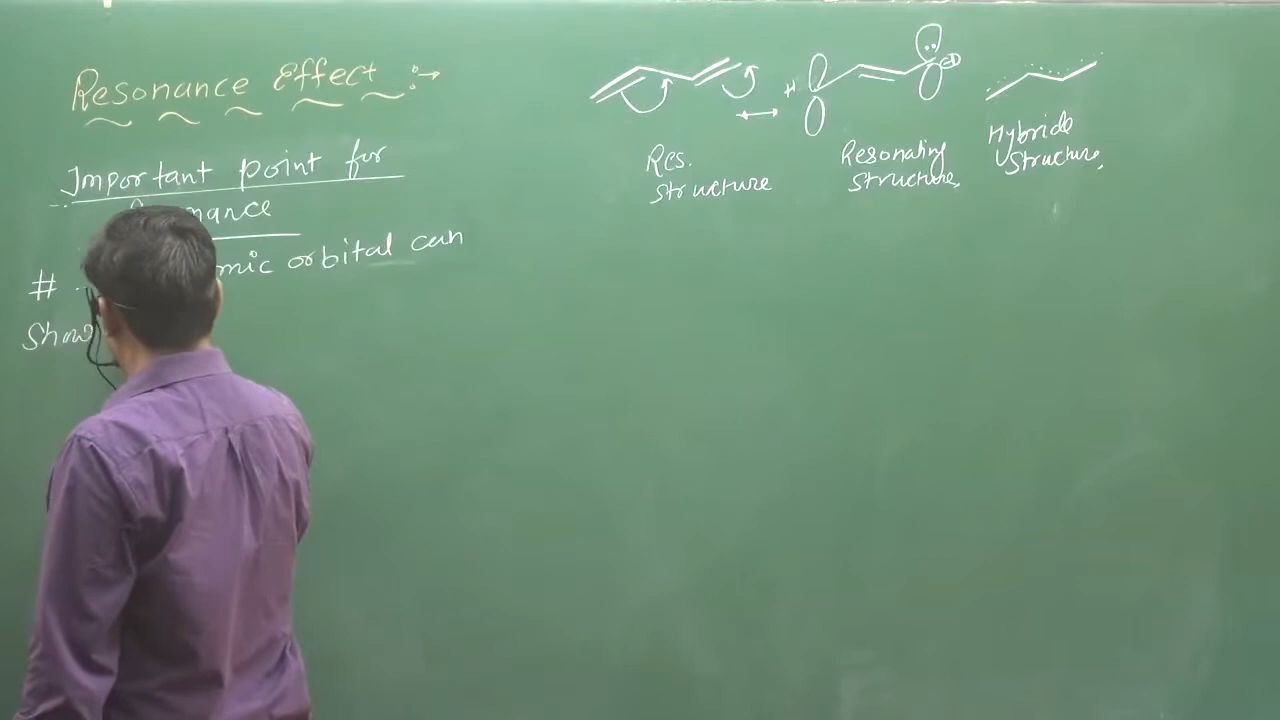 Resonance Effect :→
Important point for
#
mic orbital can
Show
Res.
Structure
Resonating
Structure,
Hybride
Structure,